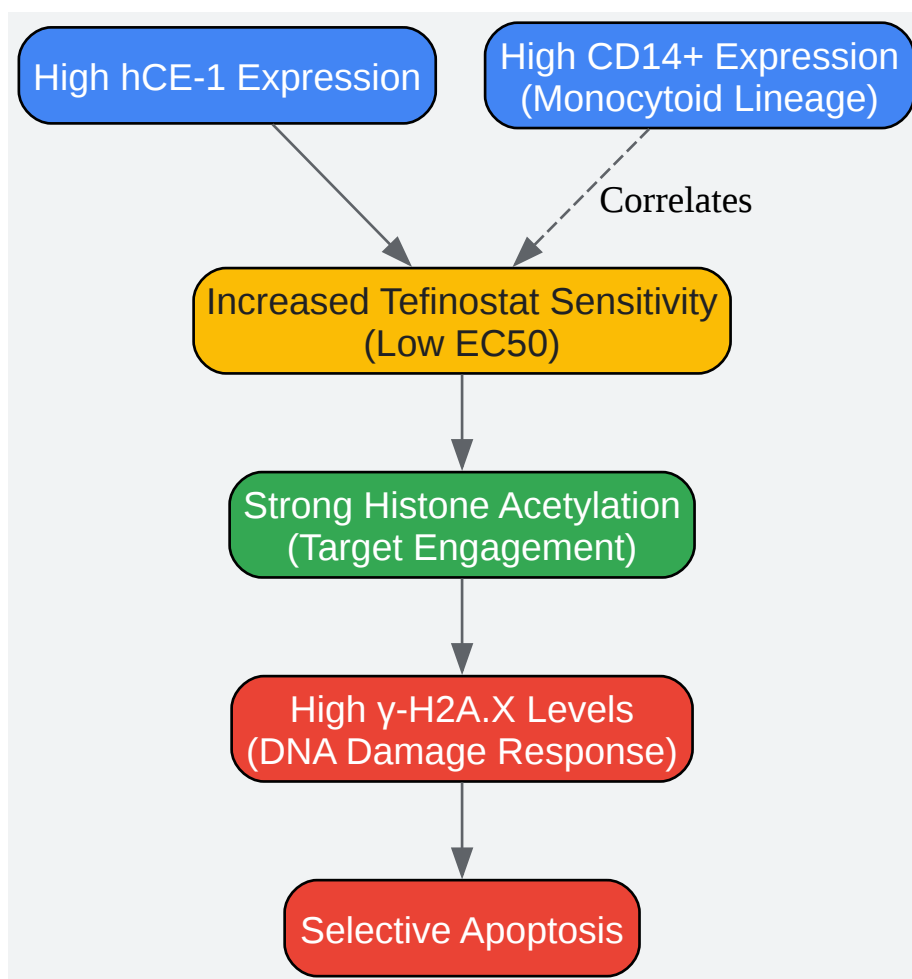 High hCE-1 Expression
High CD14+ Expression
(Monocytoid Lineage)
Correlates
Increased Tefinostat Sensitivity
(Low EC50)
Strong Histone Acetylation
(Target Engagement)
High γ-H2A.X Levels
(DNA Damage Response)
Selective Apoptosis